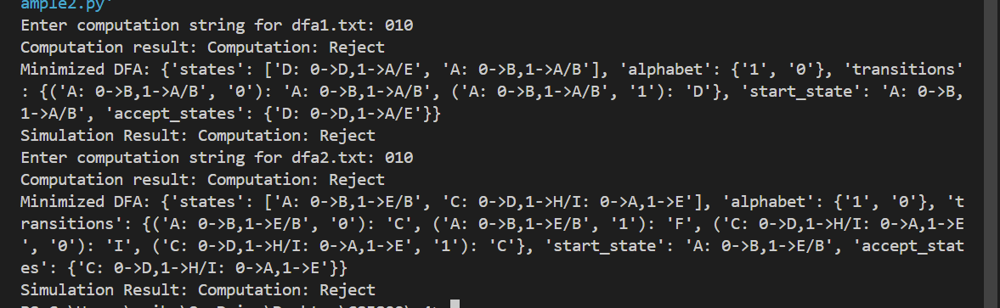 ample2.py'
Enter computation string for dfa1.txt: 010
Computation result: Computation: Reject
Minimized DFA: {'states': ['D: 0->D,1->A/E', 'A: 0->B,1->A/B'], 'alphabet': {'1', '0'}, 'transitions'
: {('A: 0->B,1->A/B', '0'): 'A: 0->B,1->A/B', ('A: 0->B,1->A/B', '1'): 'D'}, 'start_state': 'A: 0->B,
1->A/B', 'accept_states': {'D: 0->D,1->A/E'}}
Simulation Result: Computation: Reject
Enter computation string for dfa2.txt: 010
Computation result: Computation: Reject
Minimized DFA: {'states': ['A: 0->B,1->E/B', 'C: 0->D,1->H/I: 0->A,1->E'], 'alphabet': {'1', '0'}, 't
ransitions': {('A: 0->B,1->E/B', '0'): 'C', ('A: 0->B,1->E/B', '1'): 'F', ('C: 0->D,1->H/I: 0->A,1->E
', '0'): 'I', ('C: 0->D,1->H/I: 0->A,1->E', '1'): 'C'}, 'start_state': 'A: 0->B,1->E/B', 'accept_stat
es': {'C: 0->D,1->H/I: 0->A,1->E'}}
Simulation Result: Computation: Reject